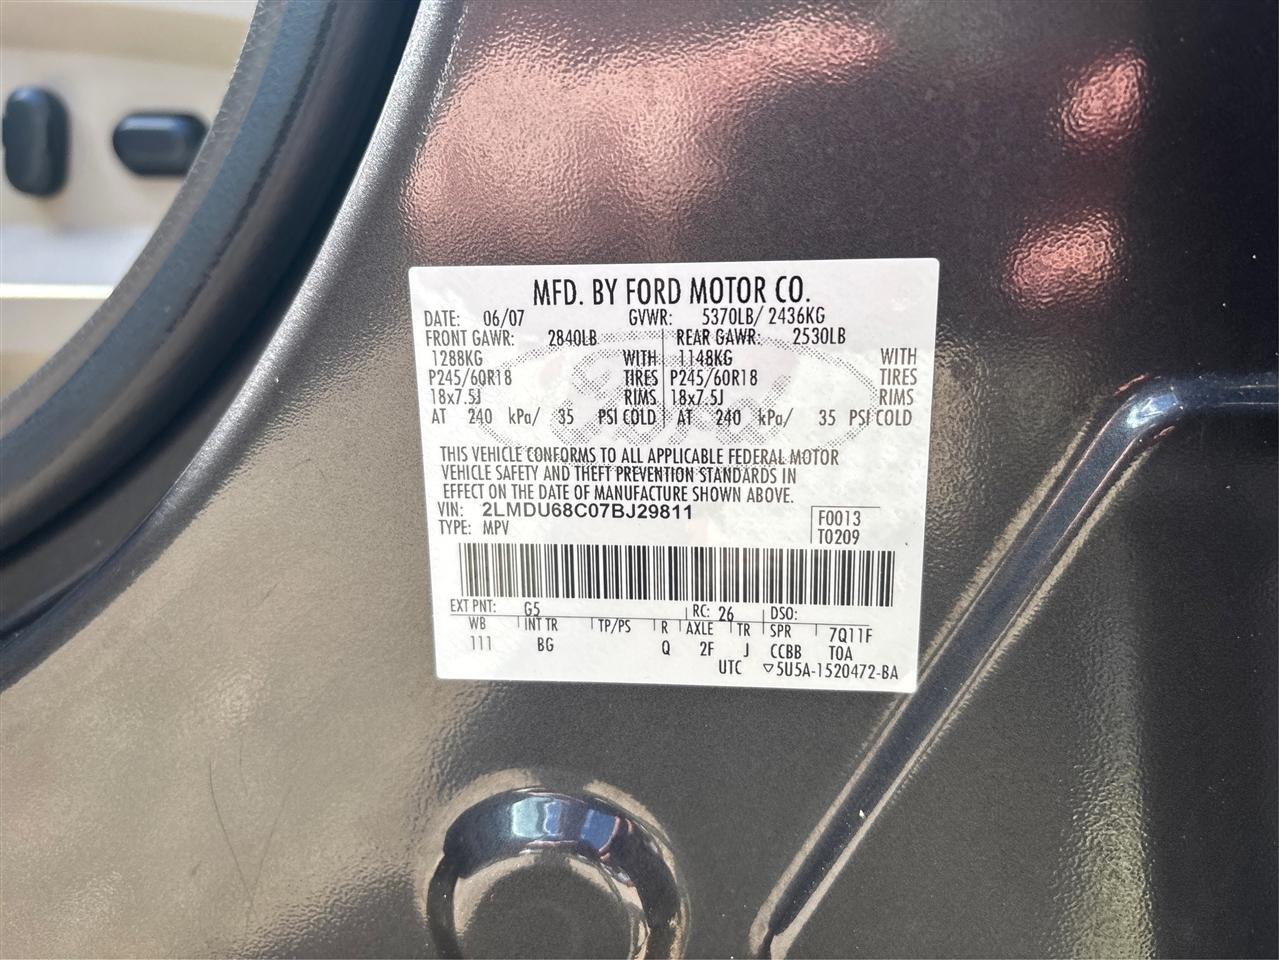 MFD. BY FORD MOTOR CO.
DATE: 06/07 GVWR: 5370LB/ 2436KG
FRONT GAWR: 2840LB REAR GAWR: 2530LB
1288KG WITH 1148KG WITH
P245/60R18 TIRES P245/60R18 TIRES
18x7.5J RIMS 18x7.5J RIMS
AT 240 kPa/ 35 PSI COLD AT 240 kPa/ 35 PSI COLD
THIS VEHICLE CONFORMS TO ALL APPLICABLE FEDERAL MOTOR
VEHICLE SAFETY AND THEFT PREVENTION STANDARDS IN
EFFECT ON THE DATE OF MANUFACTURE SHOWN ABOVE.
VIN: 2LMDU68C07BJ29811 F0013
TYPE: MPV T0209
EXT PNT: G5 RC: 26 DSO:
WB INT TR TP/PS R AXLE TR SPR 7Q11F
111 BG Q 2F J CCBB TOA
UTC ▽5U5A-1520472-BA